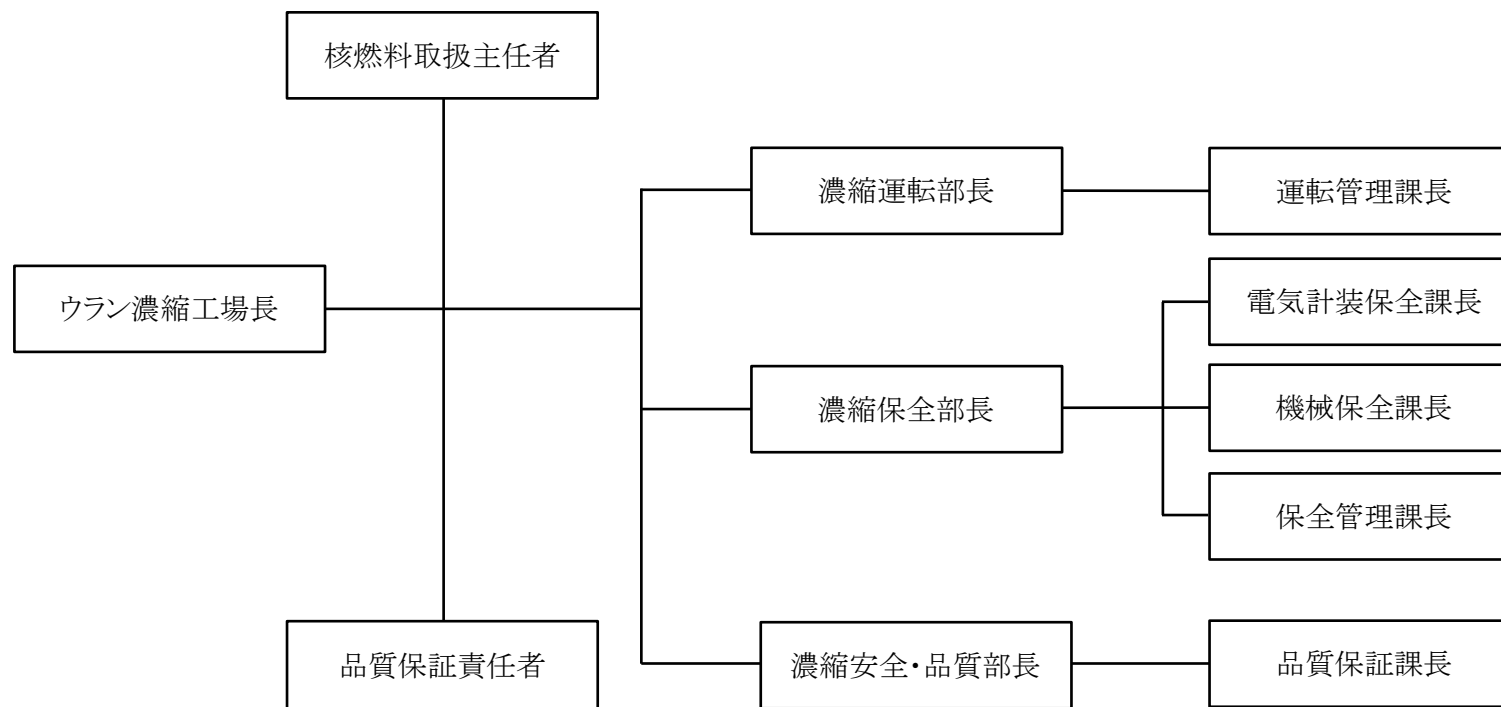 核燃料取扱主任者
濃縮運転部長
運転管理課長
ウラン濃縮工場長
電気計装保全課長
濃縮保全部長
機械保全課長
保全管理課長
品質保証責任者
濃縮安全・品質部長
品質保証課長